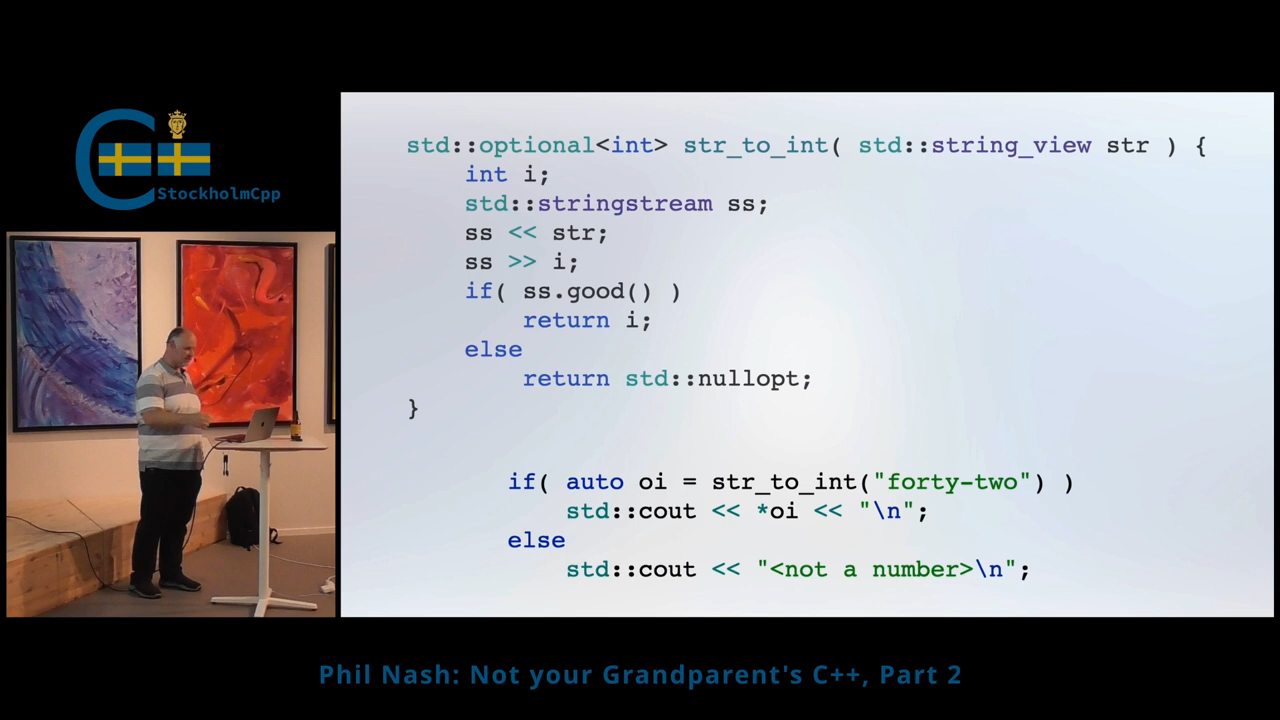 StockholmCpp
std::optional<int> str_to_int( std::string_view str ) {
    int i;
    std::stringstream ss;
    ss << str;
    ss >> i;
    if( ss.good() )
        return i;
    else
        return std::nullopt;
}
if( auto oi = str_to_int("forty-two") )
    std::cout << *oi << "\n";
else
    std::cout << "<not a number>\n";
Phil Nash: Not your Grandparent's C++, Part 2